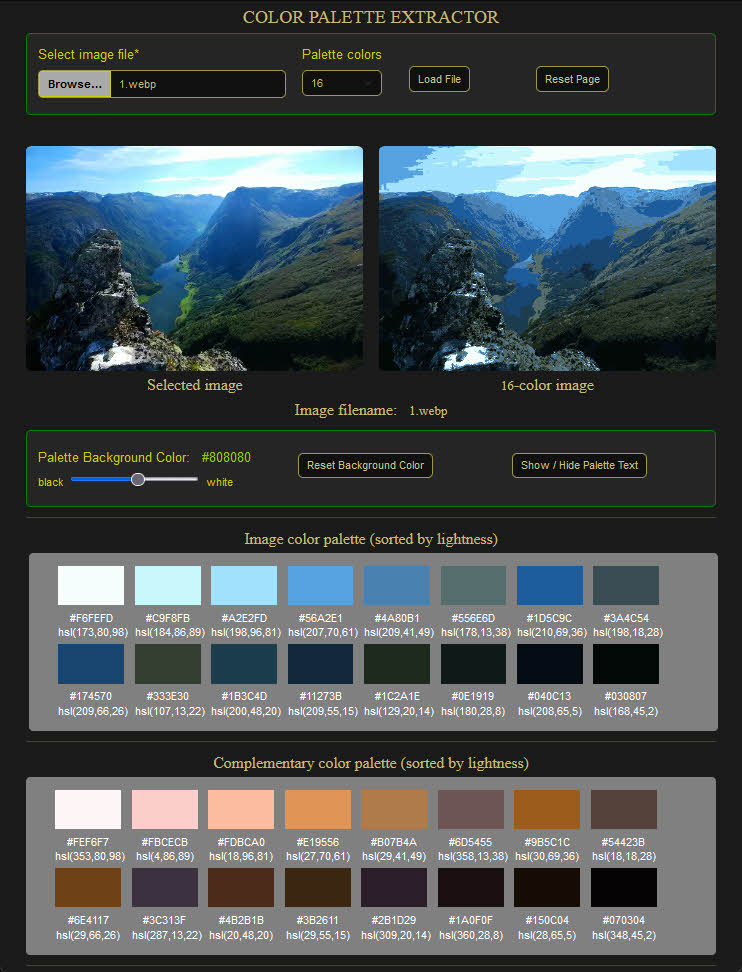 COLOR PALETTE EXTRACTOR
Select image file*
Palette colors
Browse...
1.webp
16
Load File
Reset Page
Selected image
16-color image
Image filename: 1.webp
Palette Background Color: #808080
black
white
Reset Background Color
Show / Hide Palette Text
Image color palette (sorted by lightness)
#F6FEFD #C9F8FB #A2E2FD #56A2E1 #4A80B1 #556E6D #1D5C9C #3A4C54
hsl(173,80,98) hsl(184,86,89) hsl(198,96,81) hsl(207,70,61) hsl(209,41,49) hsl(178,13,38) hsl(210,69,36) hsl(198,18,28)
#174570 #333E30 #1B3C4D #11273B #1C2A1E #0E1919 #040C13 #030807
hsl(209,66,26) hsl(107,13,22) hsl(200,48,20) hsl(209,55,15) hsl(129,20,14) hsl(180,28,8) hsl(208,65,5) hsl(168,45,2)
Complementary color palette (sorted by lightness)
#FEF6F7 #FBCECB #FDBCA0 #E19556 #B07B4A #6D5455 #9B5C1C #54423B
hsl(353,80,98) hsl(4,86,89) hsl(18,96,81) hsl(27,70,61) hsl(29,41,49) hsl(358,13,38) hsl(30,69,36) hsl(18,18,28)
#6E4117 #3C313F #4B2B1B #3B2611 #2B1D29 #1A0F0F #150C04 #070304
hsl(29,66,26) hsl(287,13,22) hsl(20,48,20) hsl(29,55,15) hsl(309,20,14) hsl(360,28,8) hsl(28,65,5) hsl(348,45,2)